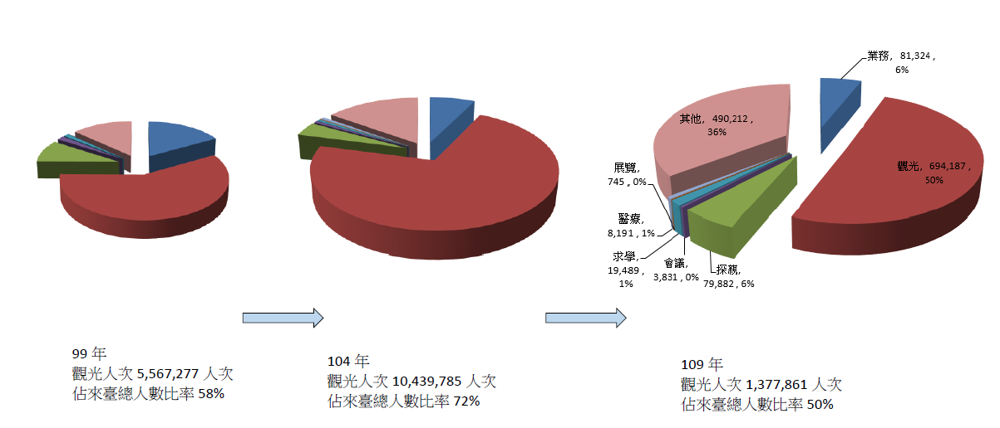 業務, 81,324 ,
6%
其他, 490,212 ,
36%
觀光, 694,187 ,
50%
展覽,
745 , 0%
醫療,
8,191 , 1%
求學,
19,489 ,
1%
會議,
3,831 , 0%
探親,
79,882 , 6%
99 年
觀光人次 5,567,277 人次
佔來臺總人數比率 58%
104 年
觀光人次 10,439,785 人次
佔來臺總人數比率 72%
109 年
觀光人次 1,377,861 人次
佔來臺總人數比率 50%